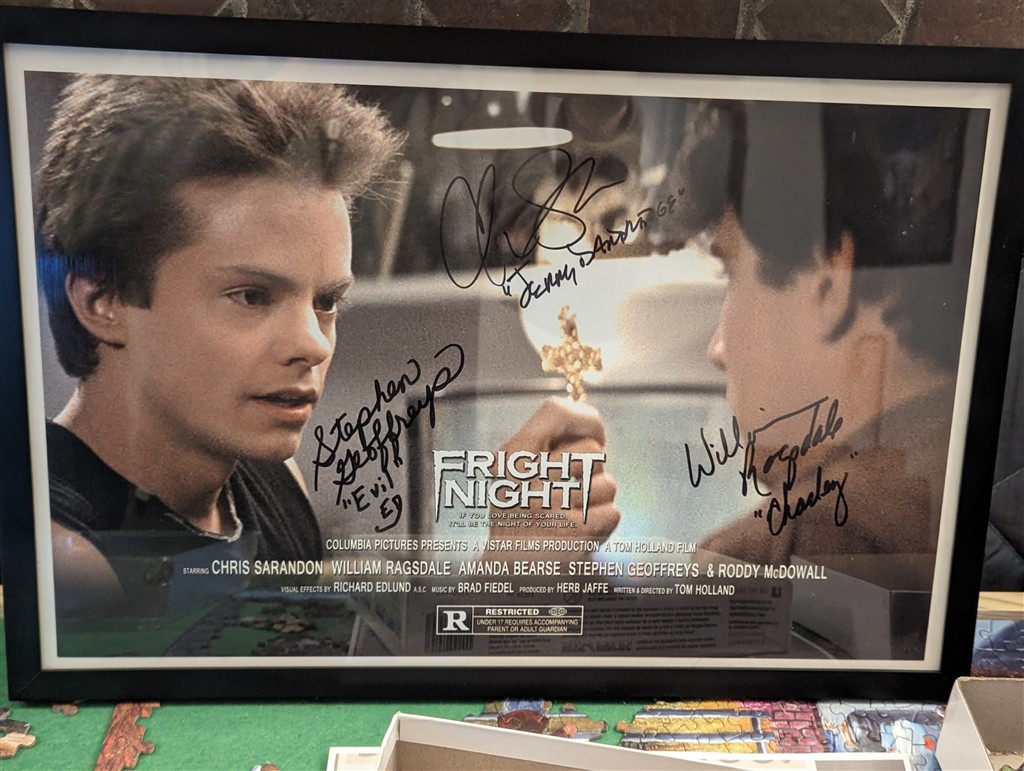 "JERRY DANDRIDGE"
Stephen
Geoffreys
"Evil"
ED
William
Ragsdale
"Charley"
FRIGHT
NIGHT
IF YOU LOVE BEING SCARED,
IT'LL BE THE NIGHT OF YOUR LIFE.
COLUMBIA PICTURES PRESENTS A VISTAR FILMS PRODUCTION A TOM HOLLAND FILM
STARRING CHRIS SARANDON WILLIAM RAGSDALE AMANDA BEARSE STEPHEN GEOFFREYS & RODDY McDOWALL
VISUAL EFFECTS BY RICHARD EDLUND A.S.C MUSIC BY BRAD FIEDEL PRODUCED BY HERB JAFFE WRITTEN & DIRECTED BY TOM HOLLAND
R RESTRICTED
UNDER 17 REQUIRES ACCOMPANYING
PARENT OR ADULT GUARDIAN